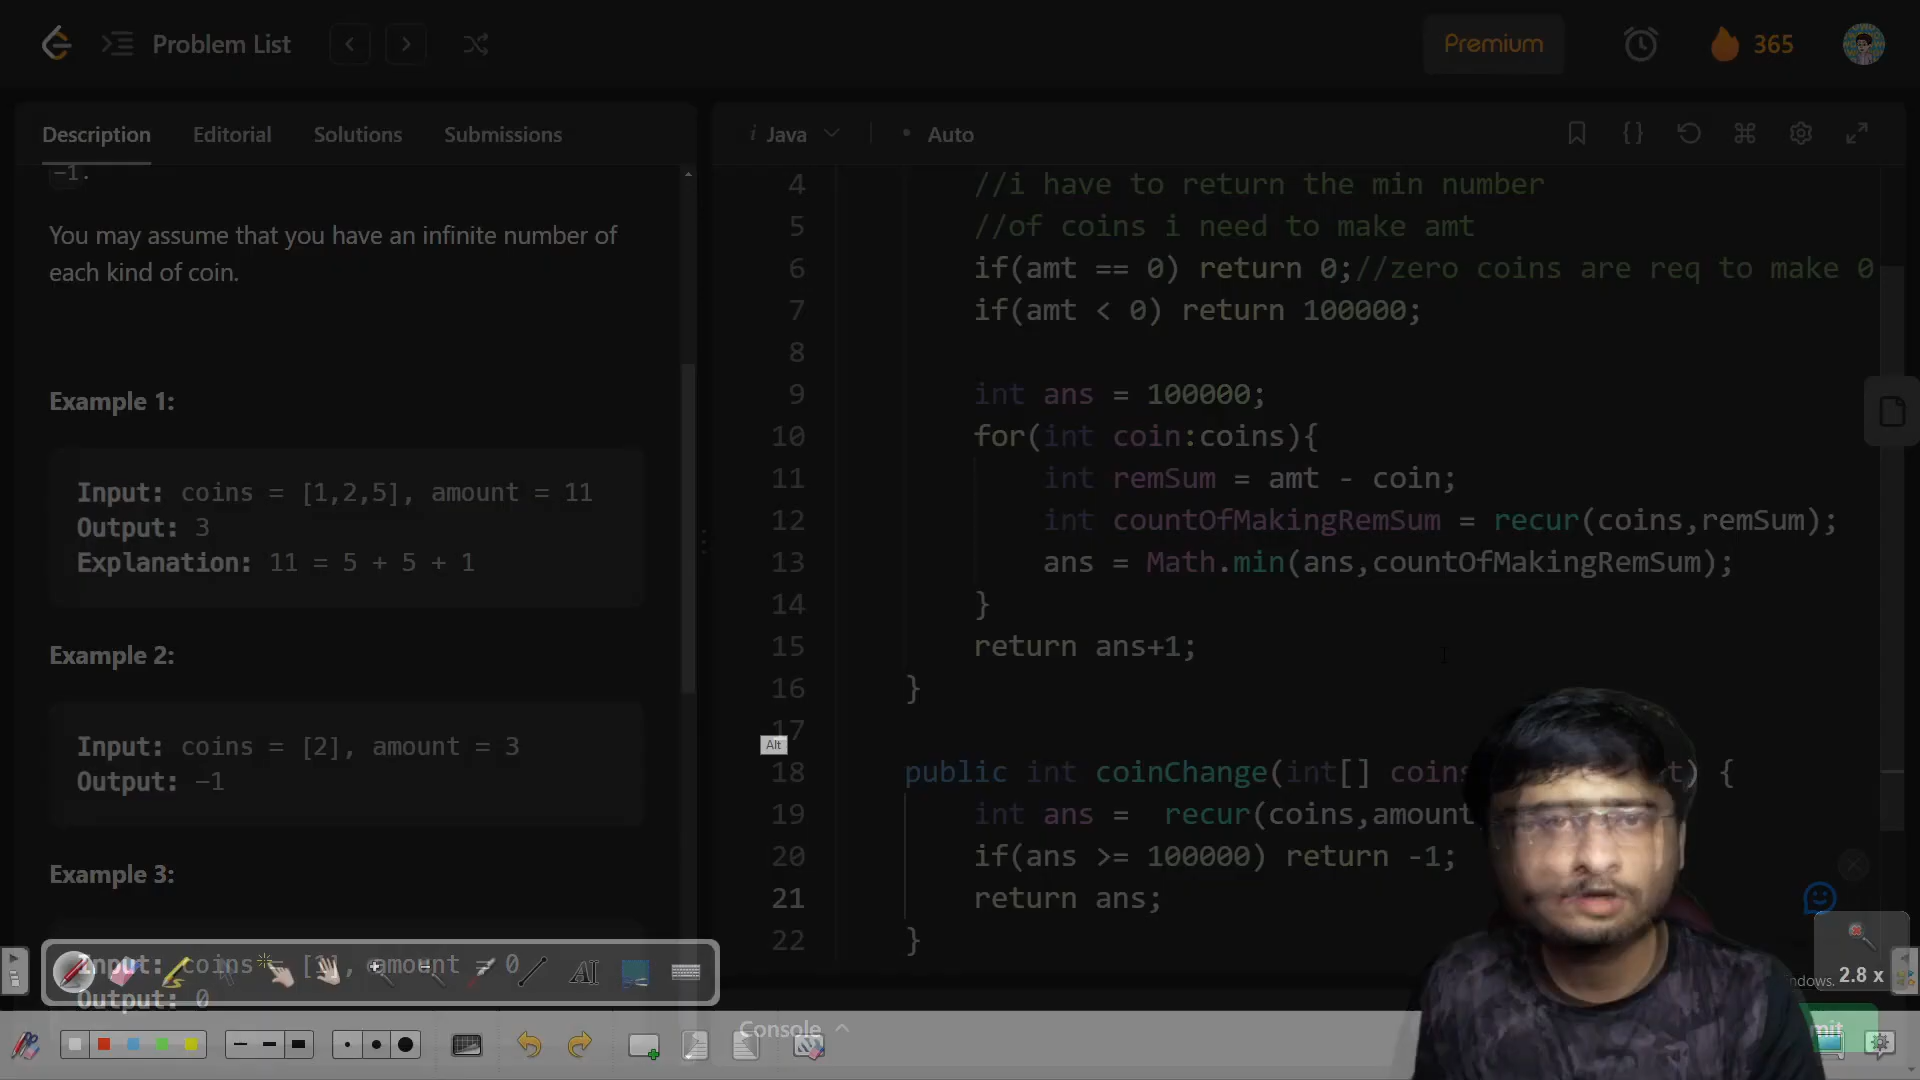 Problem List
Premium
365
Description Editorial Solutions Submissions
-1.
You may assume that you have an infinite number of
each kind of coin.
Example 1:
Input: coins = [1,2,5], amount = 11
Output: 3
Explanation: 11 = 5 + 5 + 1
Example 2:
Input: coins = [2], amount = 3
Output: -1
Example 3:
Input: coins = [1], amount = 0
Output: 0
i Java • Auto
4 //i have to return the min number
5 //of coins i need to make amt
6 if(amt == 0) return 0;//zero coins are req to make 0
7 if(amt < 0) return 100000;
8
9 int ans = 100000;
10 for(int coin:coins){
11 int remSum = amt - coin;
12 int countOfMakingRemSum = recur(coins,remSum);
13 ans = Math.min(ans,countOfMakingRemSum);
14 }
15 return ans+1;
16 }
17
Alt
18 public int coinChange(int[] coins t) {
19 int ans = recur(coins,amount
20 if(ans >= 100000) return -1;
21 return ans;
22 }
AI
2.8 x
Console